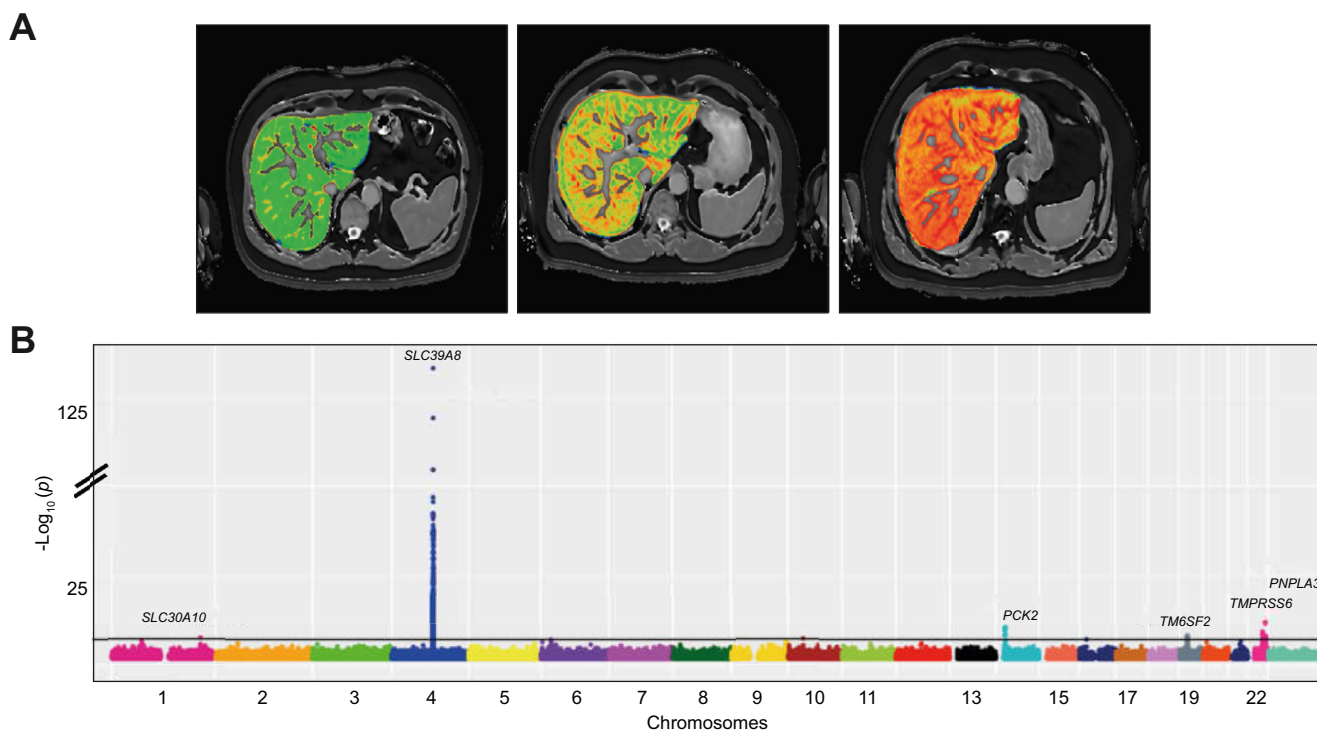 A
B
SLC39A8
125
-Log10(p)
25
PNPLA3
SLC30A10
PCK2
TMPRSS6
TM6SF2
1 2 3 4 5 6 7 8 9 10 11 13 15 17 19 22
Chromosomes